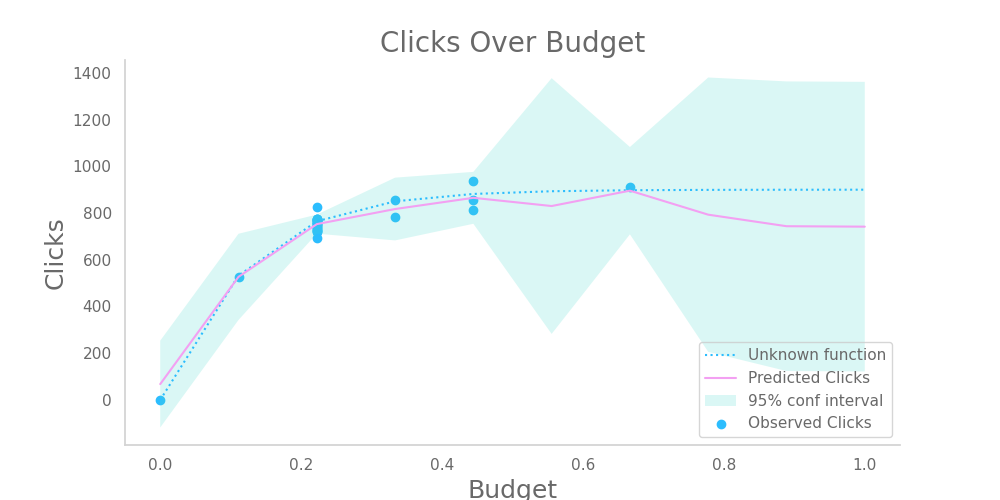 Clicks Over Budget
1400
1200
1000
800
600
400
200
0
Clicks
0.0 0.2 0.4 0.6 0.8 1.0
Budget
Unknown function
Predicted Clicks
95% conf interval
Observed Clicks